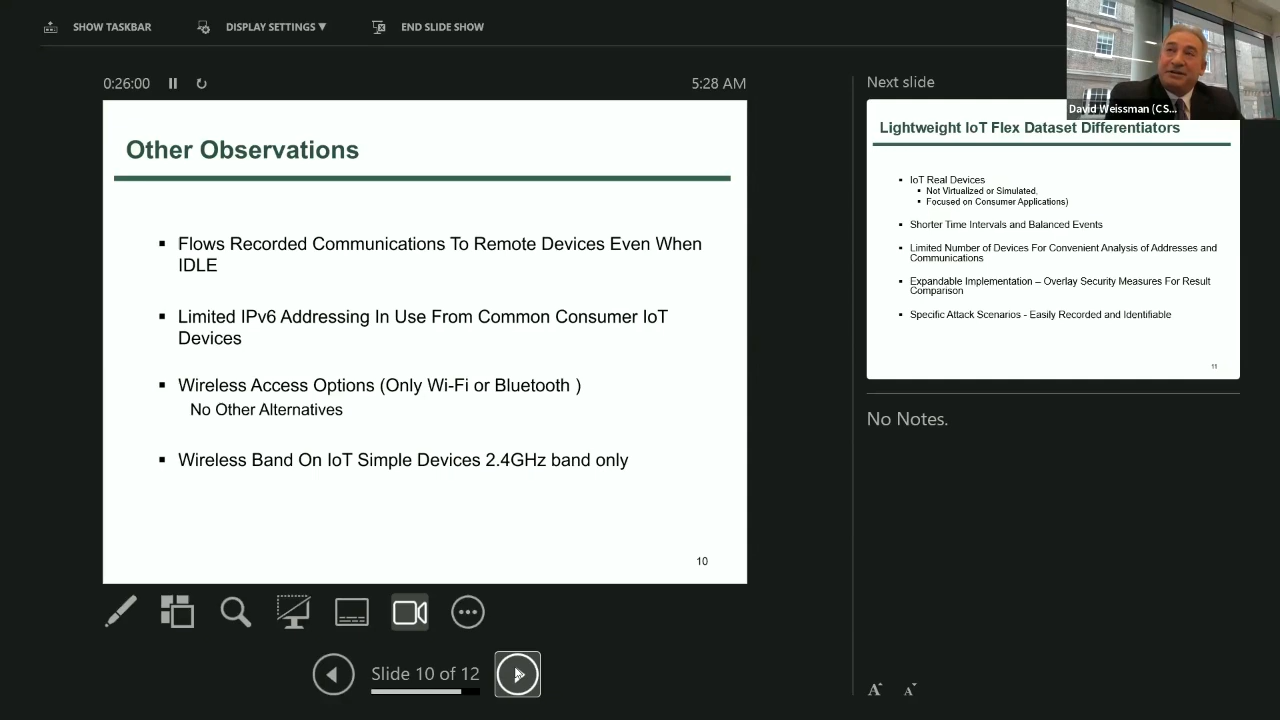 SHOW TASKBAR
DISPLAY SETTINGS ▼
END SLIDE SHOW
0:26:00
5:28 AM
Other Observations
▪ Flows Recorded Communications To Remote Devices Even When
IDLE
▪ Limited IPv6 Addressing In Use From Common Consumer IoT
Devices
▪ Wireless Access Options (Only Wi-Fi or Bluetooth )
No Other Alternatives
▪ Wireless Band On IoT Simple Devices 2.4GHz band only
10
Slide 10 of 12
Next slide
David Weissman (CS...
Lightweight IoT Flex Dataset Differentiators
▪ IoT Real Devices
▪ Not Virtualized or Simulated,
▪ Focused on Consumer Applications)
▪ Shorter Time Intervals and Balanced Events
▪ Limited Number of Devices For Convenient Analysis of Addresses and
Communications
▪ Expandable Implementation – Overlay Security Measures For Result
Comparison
▪ Specific Attack Scenarios - Easily Recorded and Identifiable
11
No Notes.
A A